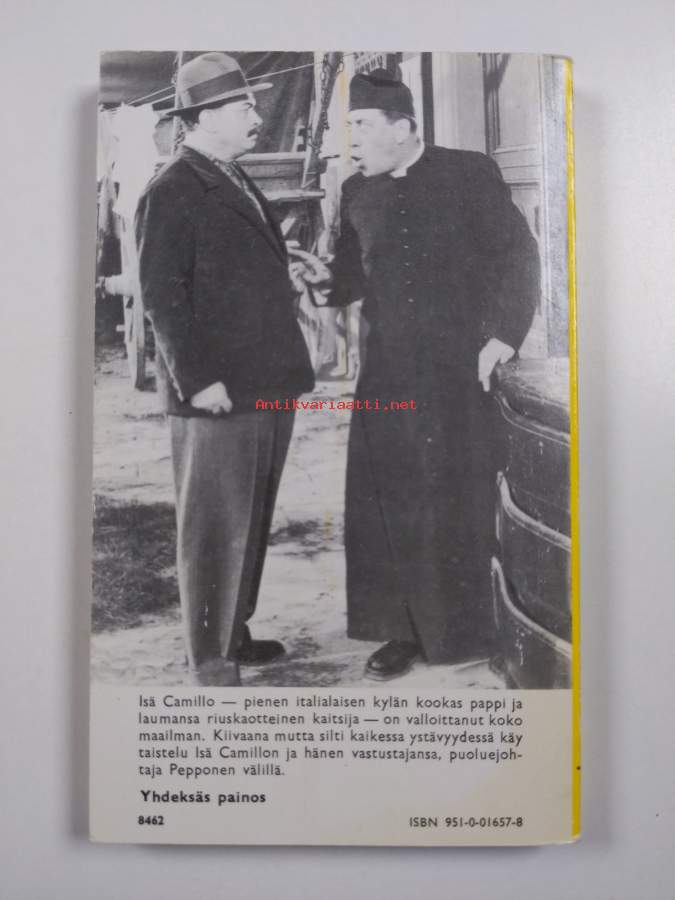 Antikvariaatti.net
Isä Camillo — pienen italialaisen kylän kookas pappi ja
laumansa riuskaotteinen kaitsija — on valloittanut koko
maailman. Kiivaana mutta silti kaikessa ystävyydessä käy
taistelu Isä Camillon ja hänen vastustajansa, puoluejoh-
taja Pepponen välillä.
Yhdeksäs painos
8462 ISBN 951-0-01657-8